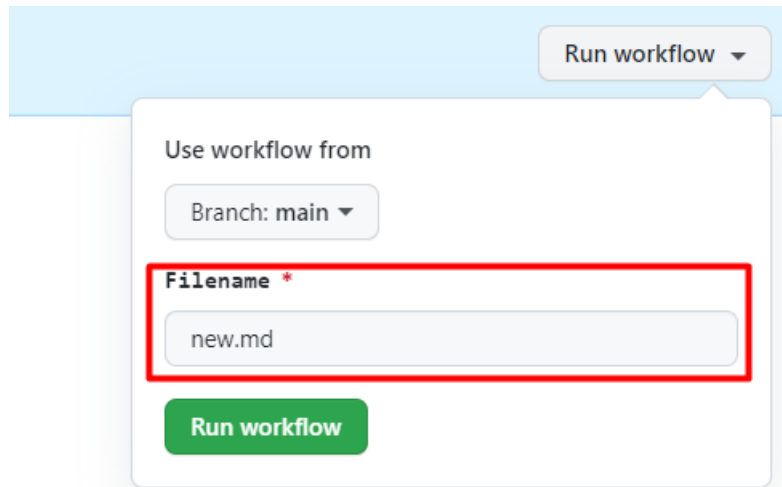 Run workflow
Use workflow from
Branch: main
Filename *
new.md
Run workflow